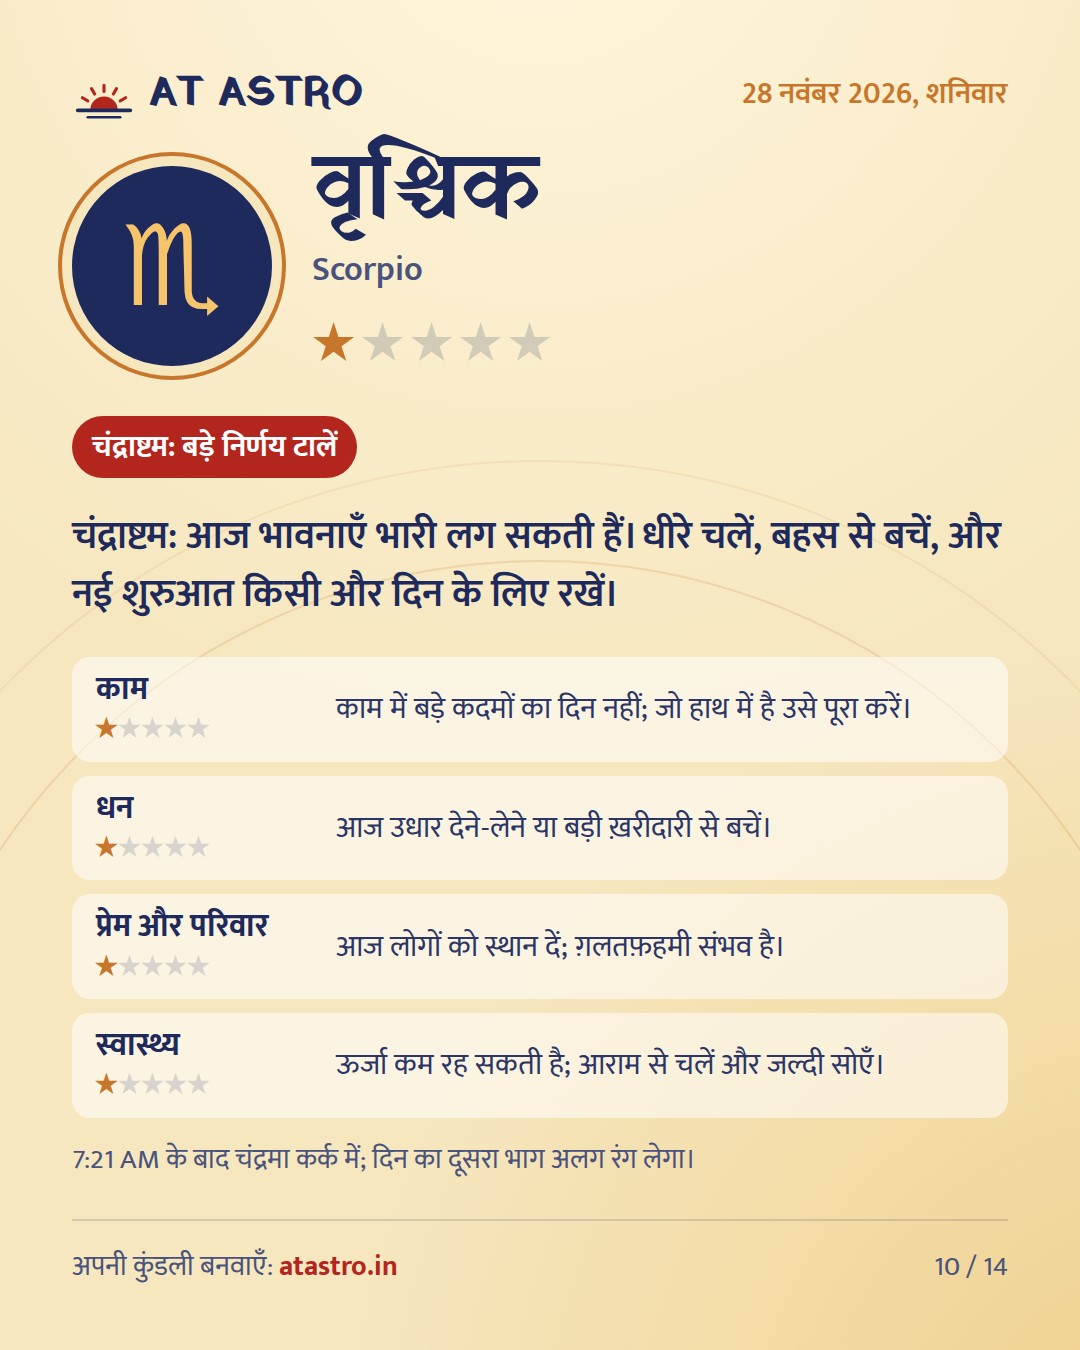 AT ASTRO
28 नवंबर 2026, शनिवार
वृश्चिक
Scorpio
चंद्राष्टम: बड़े निर्णय टालें
चंद्राष्टम: आज भावनाएँ भारी लग सकती हैं। धीरे चलें, बहस से बचें, और
नई शुरुआत किसी और दिन के लिए रखें।
काम
काम में बड़े कदमों का दिन नहीं; जो हाथ में है उसे पूरा करें।
धन
आज उधार देने-लेने या बड़ी ख़रीदारी से बचें।
प्रेम और परिवार
आज लोगों को स्थान दें; ग़लतफ़हमी संभव है।
स्वास्थ्य
ऊर्जा कम रह सकती है; आराम से चलें और जल्दी सोएँ।
7:21 AM के बाद चंद्रमा कर्क में; दिन का दूसरा भाग अलग रंग लेगा।
अपनी कुंडली बनवाएँ: atastro.in
10 / 14